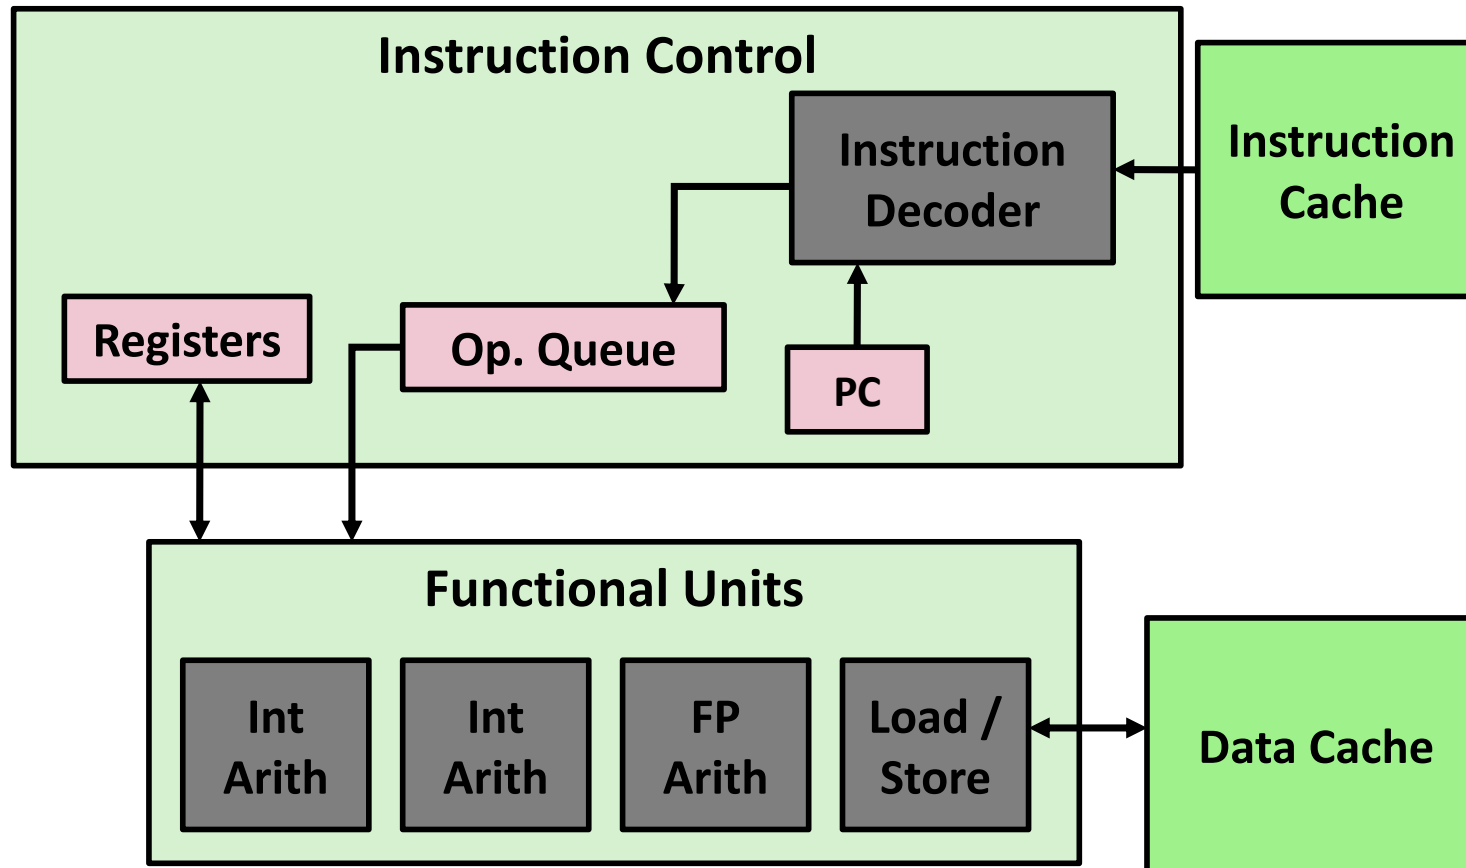 Instruction Control
Instruction
Decoder
Instruction
Cache
Registers
Op. Queue
PC
Functional Units
Int
Arith
Int
Arith
FP
Arith
Load /
Store
Data Cache